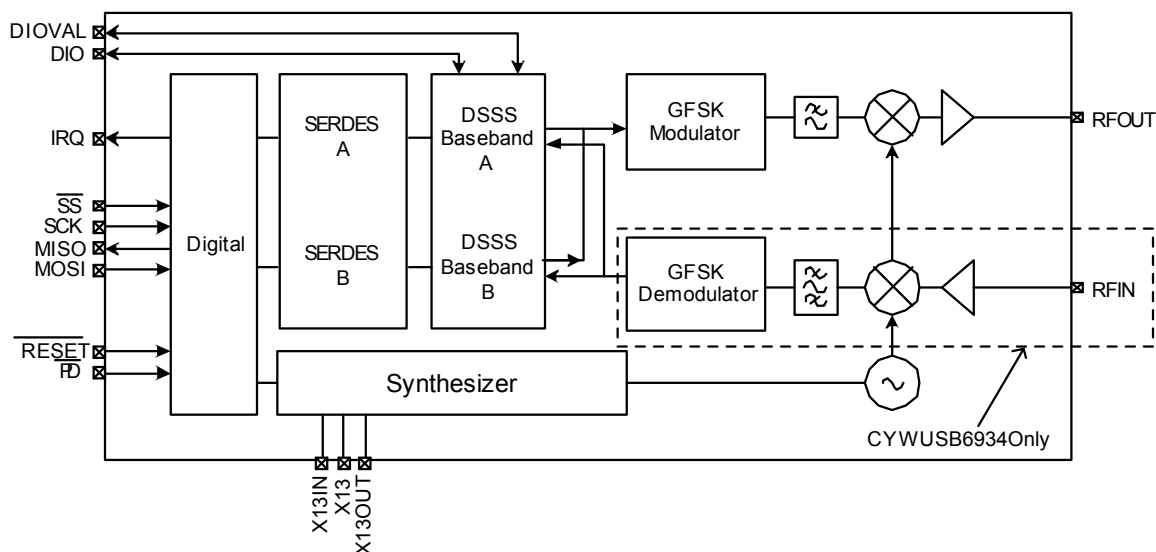 DIOVAL
DIO
IRQ
SS
SCK
MISO
MOSI
RESET
PD
Digital
SERDES
A
SERDES
B
DSSS
Baseband
A
DSSS
Baseband
B
GFSK
Modulator
GFSK
Demodulator
RFOUT
RFIN
Synthesizer
CYWUSB6934Only
X13IN
X13
X13OUT